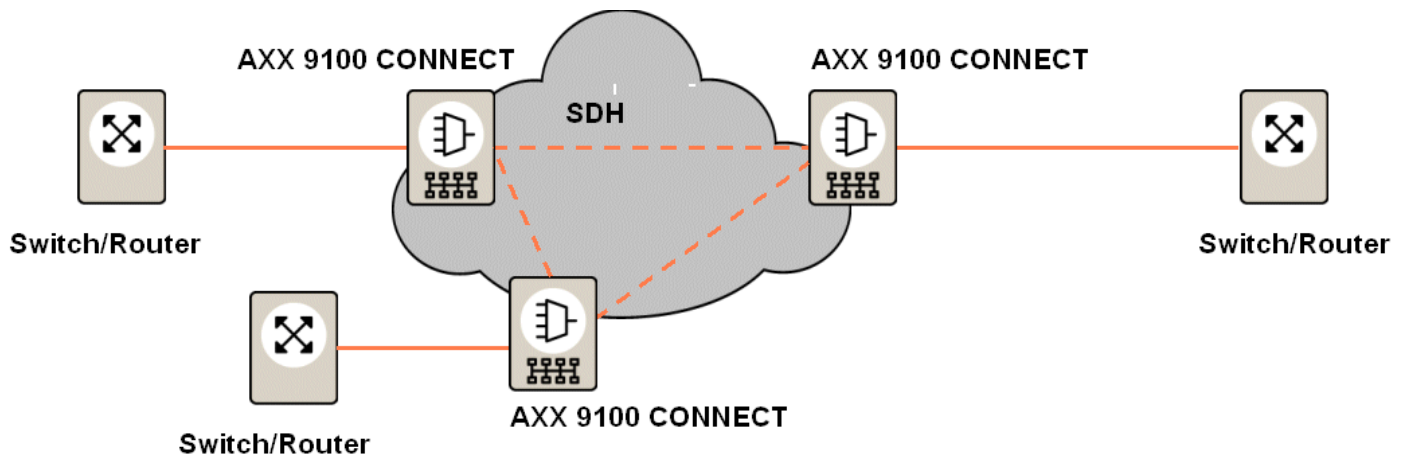 AXX 9100 CONNECT
AXX 9100 CONNECT
SDH
Switch/Router
Switch/Router
AXX 9100 CONNECT
Switch/Router